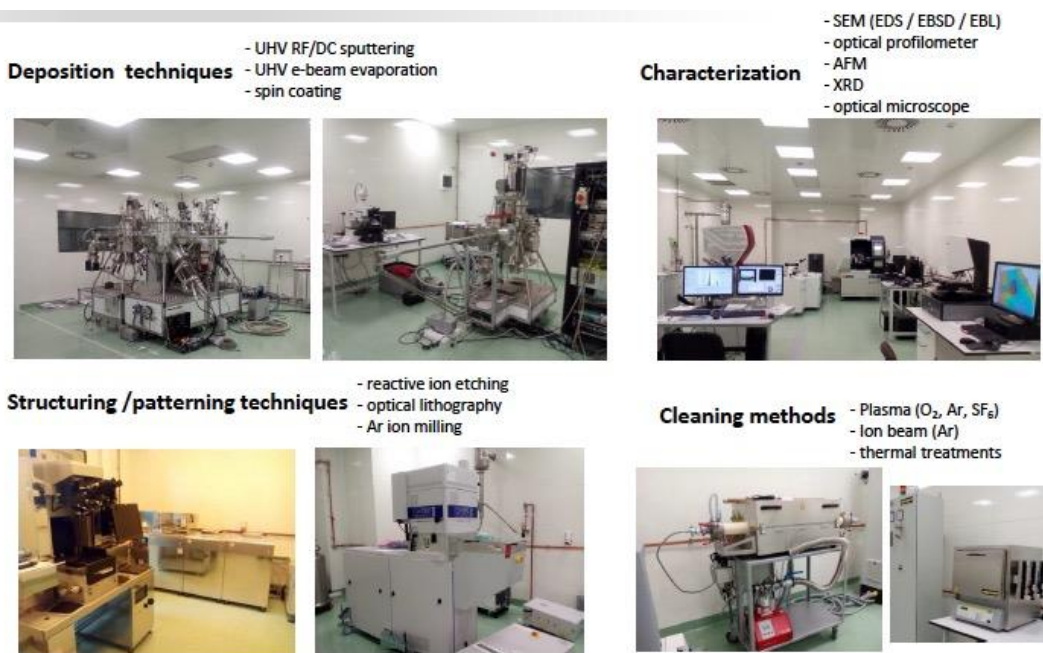 Deposition techniques
- UHV RF/DC sputtering
- UHV e-beam evaporation
- spin coating
Characterization
- SEM (EDS / EBSD / EBL)
- optical profilometer
- AFM
- XRD
- optical microscope
Structuring /patterning techniques
- reactive ion etching
- optical lithography
- Ar ion milling
Cleaning methods
- Plasma (O₂, Ar, SF₆)
- Ion beam (Ar)
- thermal treatments